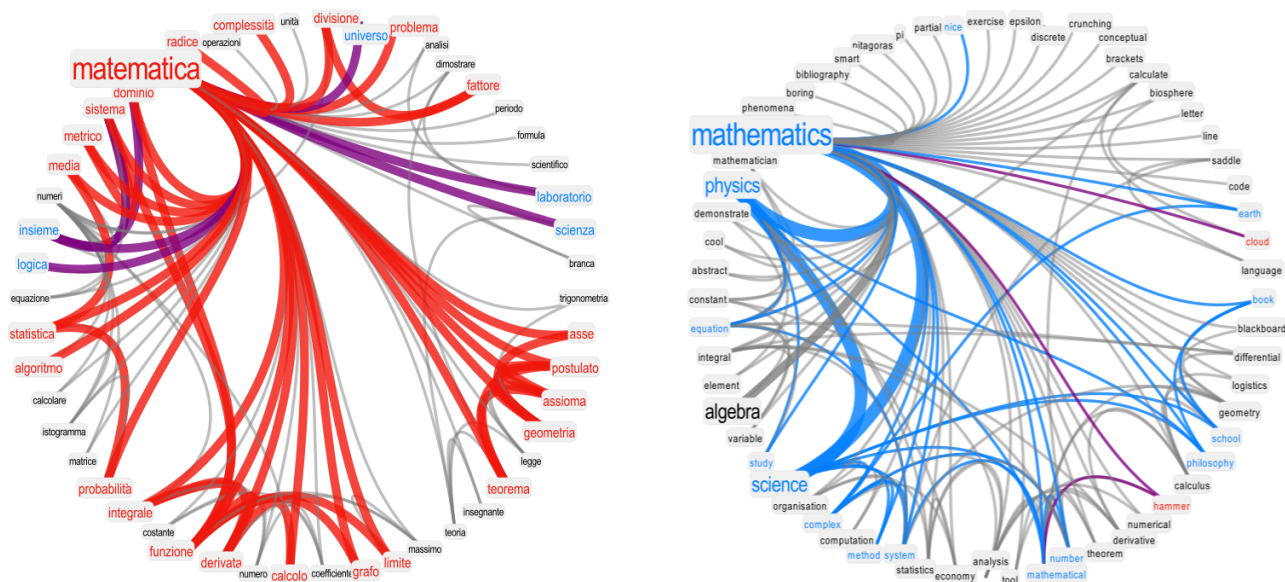 unità
divisione
complessità
problema
universo
radice
operazioni
analisi
matematica
dimostrare
fattore
dominio
sistema
periodo
metrico
formula
media
scientifico
numeri
laboratorio
insieme
scienza
logica
branca
equazione
trigonometria
statistica
asse
algoritmo
postulato
calcolare
assioma
istogramma
geometria
matrice
legge
probabilità
teorema
integrale
insegnante
costante
teoria
funzione
massimo
derivata
limite
numero
calcolo
coefficiente
grafo
partial
nice
exercise
epsilon
crunching
pi
discrete
conceptual
pitagoras
smart
brackets
bibliography
calculate
boring
biosphere
phenomena
letter
mathematics
line
mathematician
saddle
physics
code
demonstrate
earth
cool
cloud
abstract
language
constant
book
equation
blackboard
integral
differential
element
logistics
algebra
geometry
variable
school
study
philosophy
science
calculus
organisation
hammer
complex
numerical
computation
derivative
method
system
number
theorem
statistics
analysis
economy
tool
mathematical